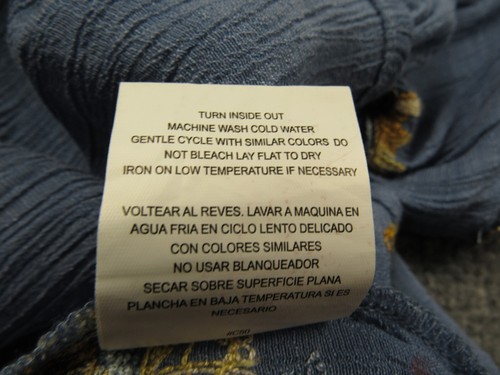 TURN INSIDE OUT
MACHINE WASH COLD WATER
GENTLE CYCLE WITH SIMILAR COLORS DO
NOT BLEACH LAY FLAT TO DRY
IRON ON LOW TEMPERATURE IF NECESSARY
VOLTEAR AL REVES. LAVAR A MAQUINA EN
AGUA FRIA EN CICLO LENTO DELICADO
CON COLORES SIMILARES
NO USAR BLANQUEADOR
SECAR SOBRE SUPERFICIE PLANA
PLANCHA EN BAJA TEMPERATURA SI ES
NECESARIO